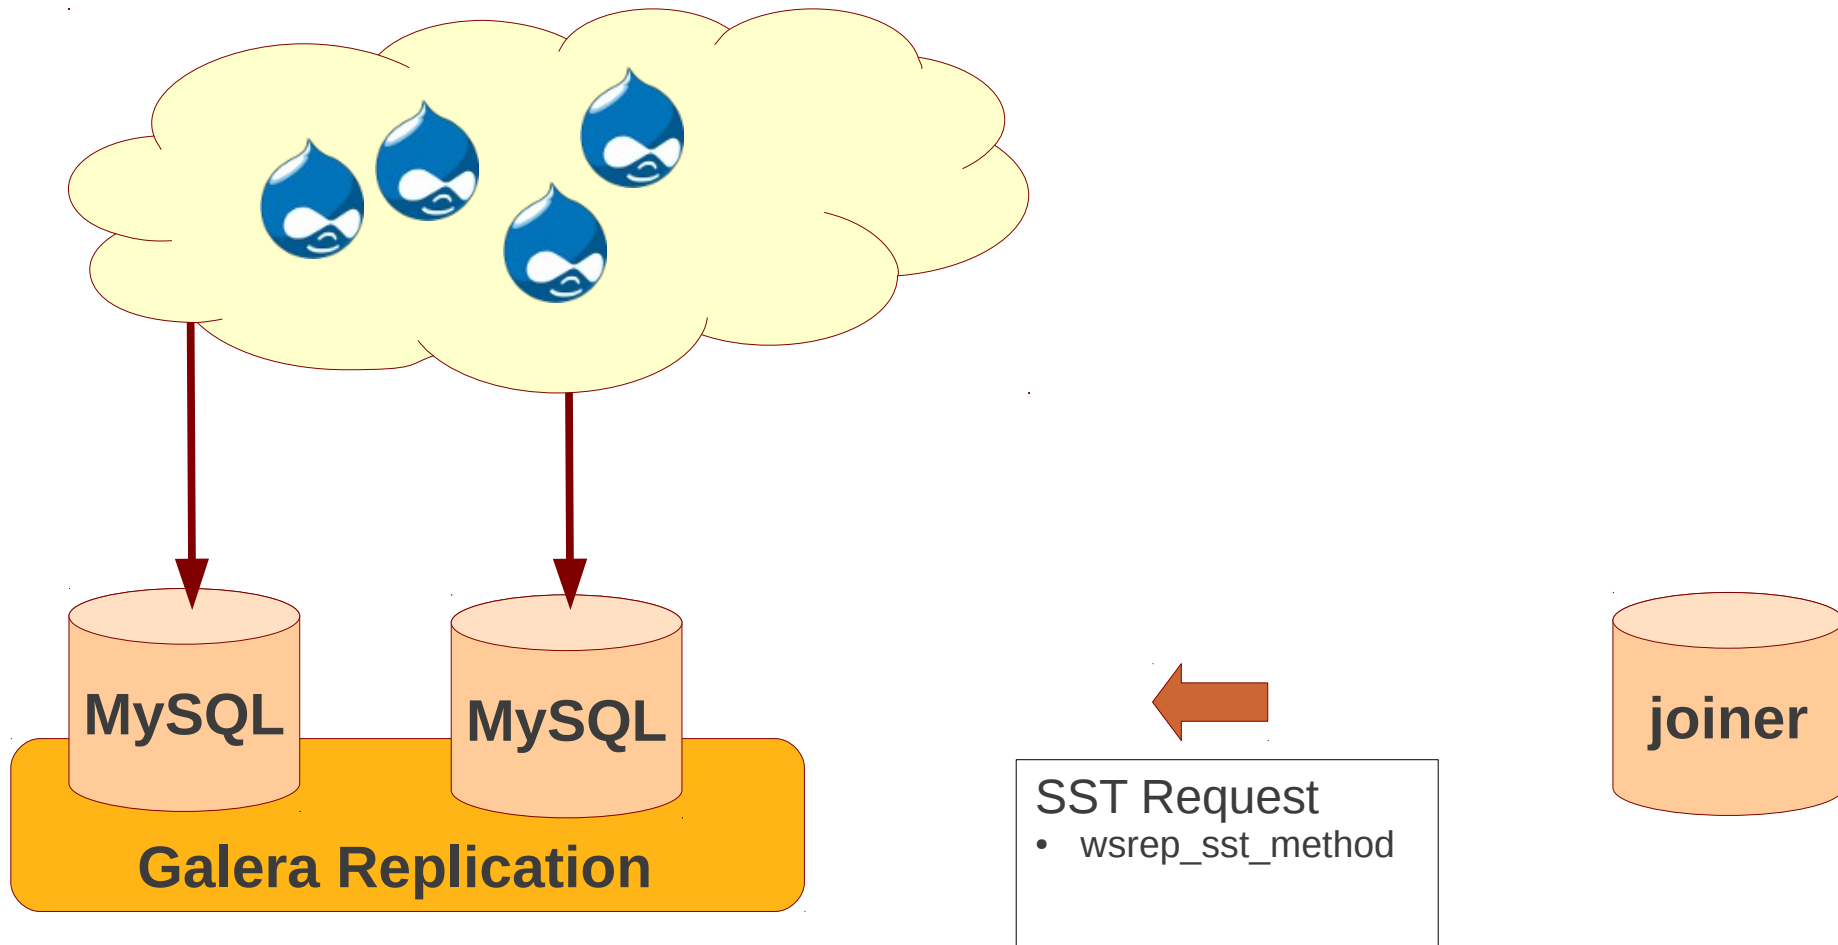 MySQL
MySQL
joiner
Galera Replication
SST Request
• wsrep_sst_method